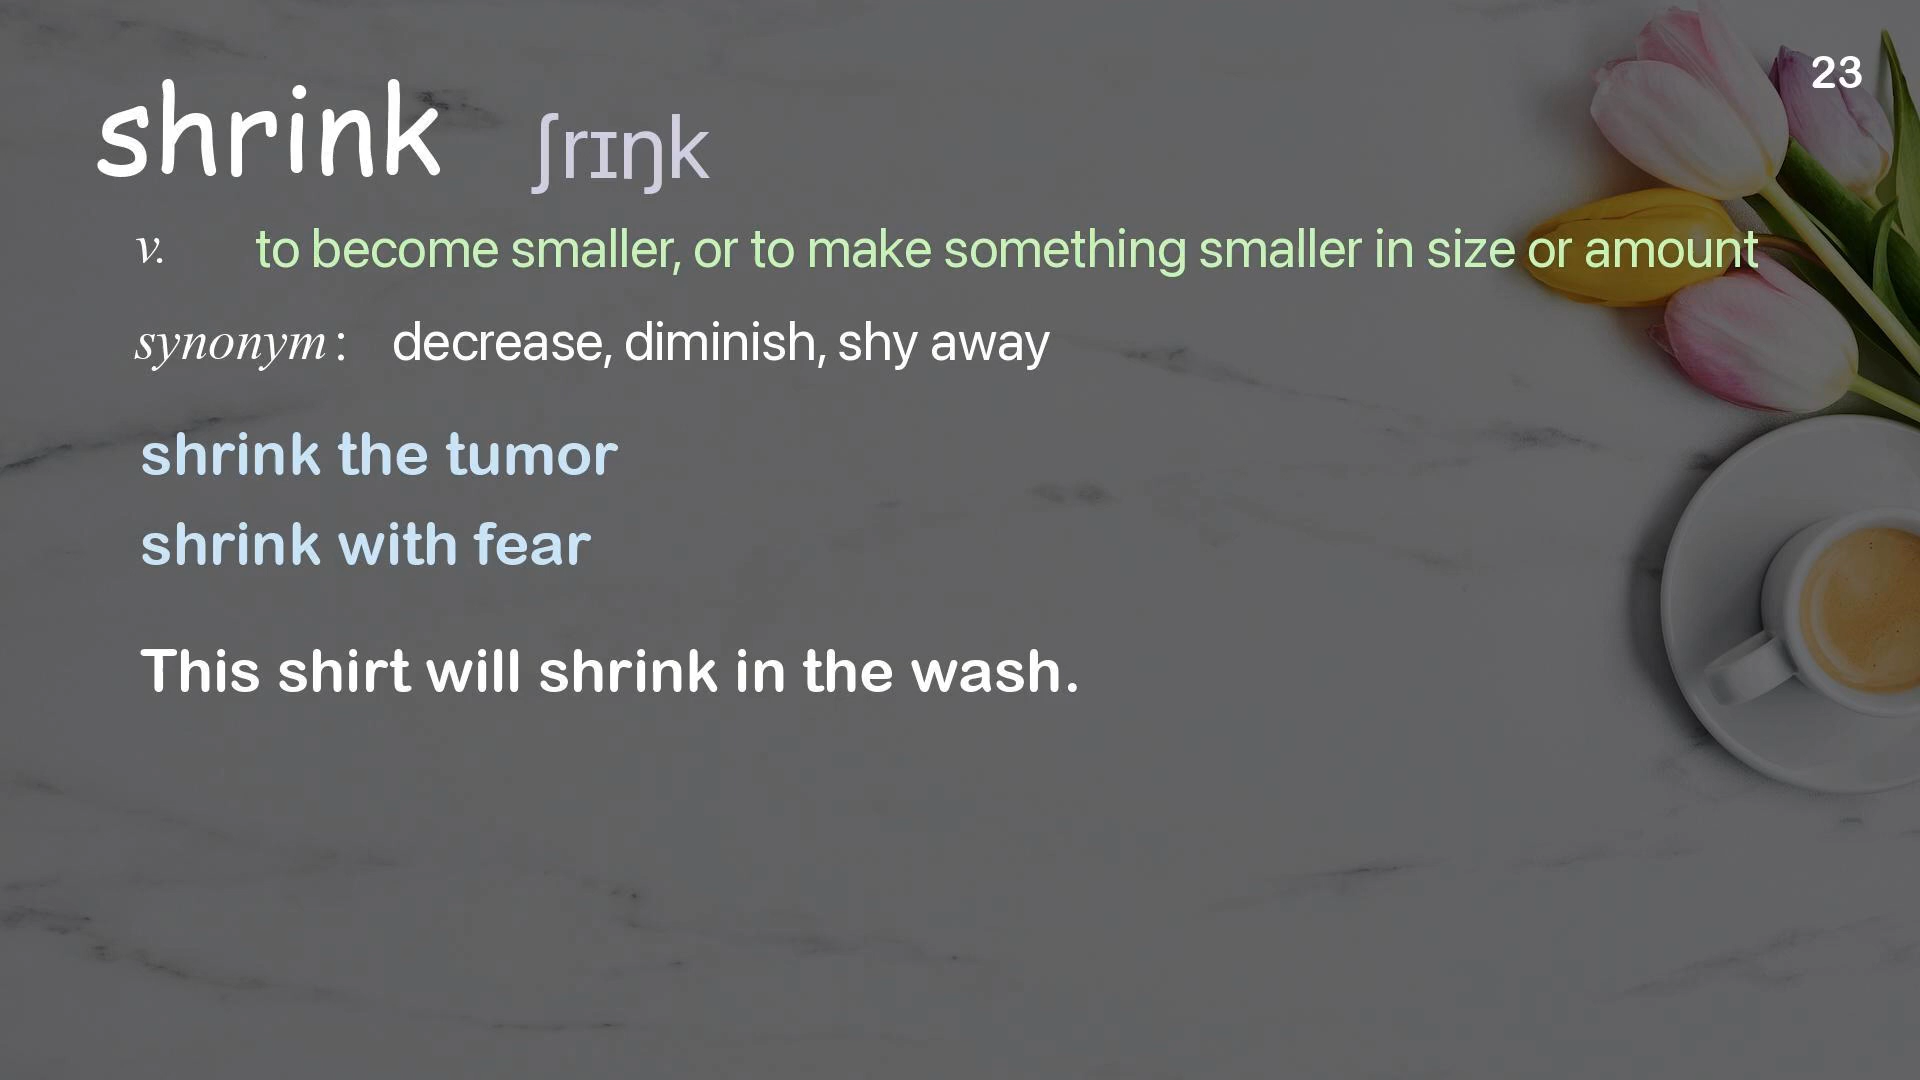 23
shrink ʃrɪŋk
v. to become smaller, or to make something smaller in size or amount
synonym : decrease, diminish, shy away
shrink the tumor
shrink with fear
This shirt will shrink in the wash.